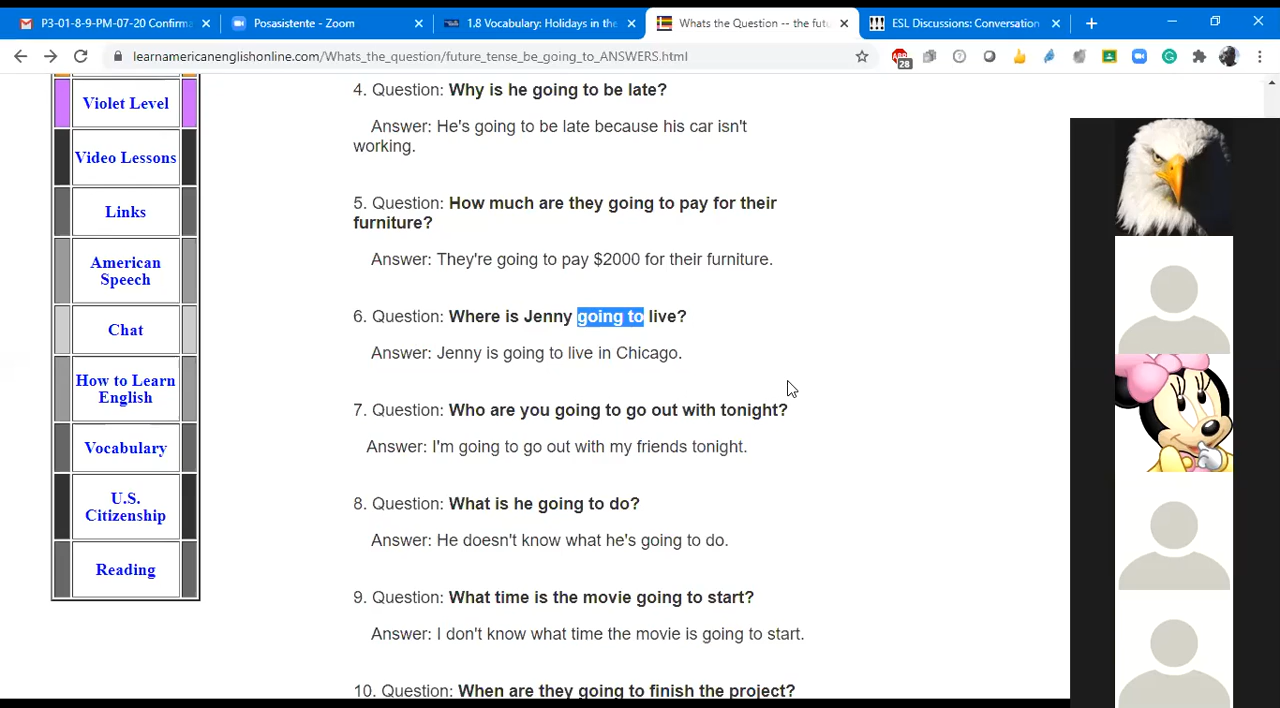 P3-01-8-9-PM-07-20 Confirma
Posasistente - Zoom
1.8 Vocabulary: Holidays in the
Whats the Question -- the futu
ESL Discussions: Conversation
learnamericanenglishonline.com/Whats_the_question/future_tense_be_going_to_ANSWERS.html
28
Violet Level
Video Lessons
Links
American
Speech
Chat
How to Learn
English
Vocabulary
U.S.
Citizenship
Reading
4. Question: Why is he going to be late?
Answer: He's going to be late because his car isn't
working.
5. Question: How much are they going to pay for their
furniture?
Answer: They're going to pay $2000 for their furniture.
6. Question: Where is Jenny going to live?
Answer: Jenny is going to live in Chicago.
7. Question: Who are you going to go out with tonight?
Answer: I'm going to go out with my friends tonight.
8. Question: What is he going to do?
Answer: He doesn't know what he's going to do.
9. Question: What time is the movie going to start?
Answer: I don't know what time the movie is going to start.
10. Question: When are they going to finish the project?